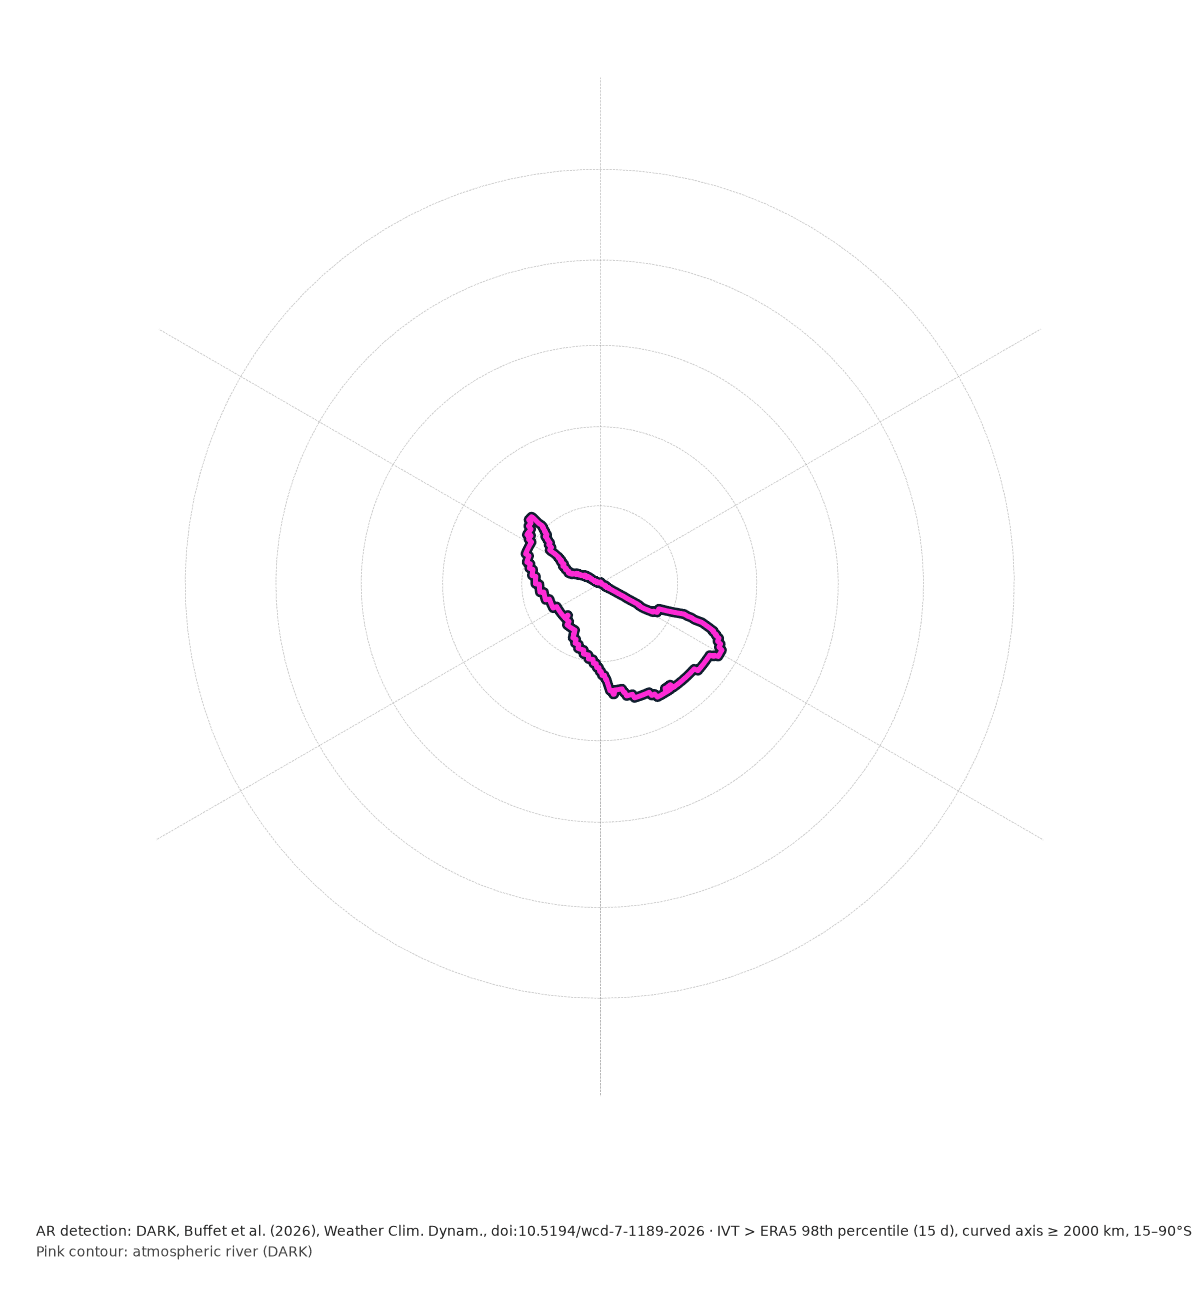 AR detection: DARK, Buffet et al. (2026), Weather Clim. Dynam., doi:10.5194/wcd-7-1189-2026 · IVT > ERA5 98th percentile (15 d), curved axis ≥ 2000 km, 15–90°S
Pink contour: atmospheric river (DARK)